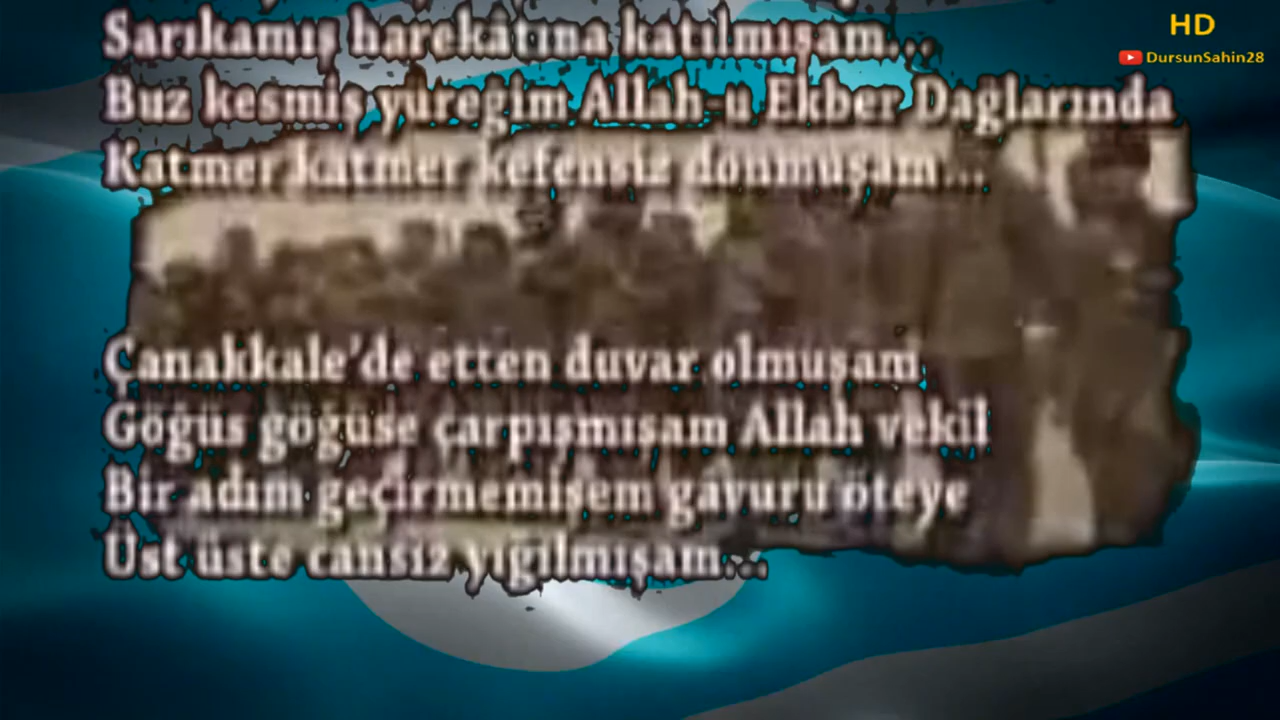 HD
DursunSahin28
Sarıkamış harekâtına katılmışam...
Buz kesmiş yüreğim Allah-u Ekber Dağlarında
Katmer katmer kefensiz donmuşam...
Çanakkale'de etten duvar olmuşam
Göğüs göğüse çarpışmışam Allah vekil
Bir adım geçirmemişem gâvuru öteye
Üst üste cansız yığılmışam...